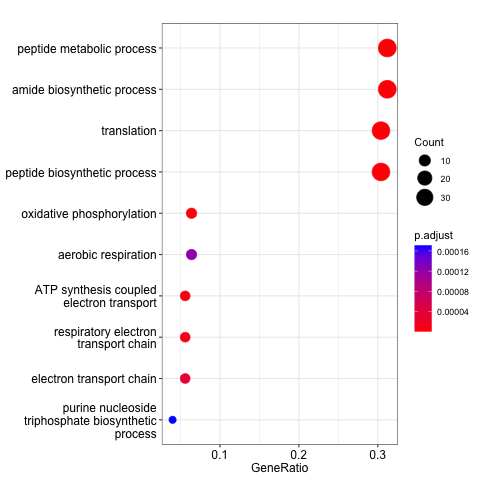 peptide metabolic process
amide biosynthetic process
translation
peptide biosynthetic process
oxidative phosphorylation
aerobic respiration
ATP synthesis coupled
electron transport
respiratory electron
transport chain
electron transport chain
purine nucleoside
triphosphate biosynthetic
process
0.1
0.2
0.3
GeneRatio
Count
10
20
30
p.adjust
0.00016
0.00012
0.00008
0.00004